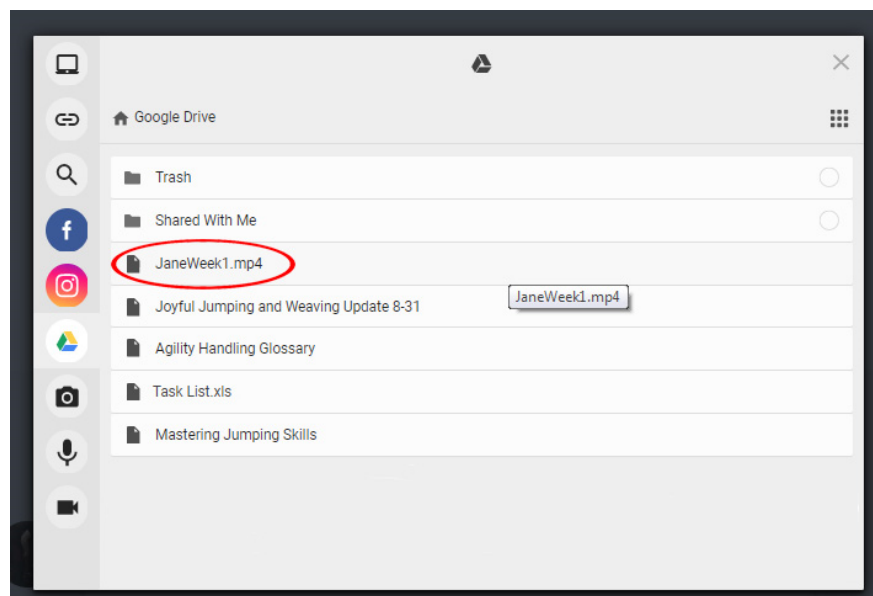 Google Drive
Trash
Shared With Me
JaneWeek1.mp4
Joyful Jumping and Weaving Update 8-31
JaneWeek1.mp4
Agility Handling Glossary
Task List.xls
Mastering Jumping Skills